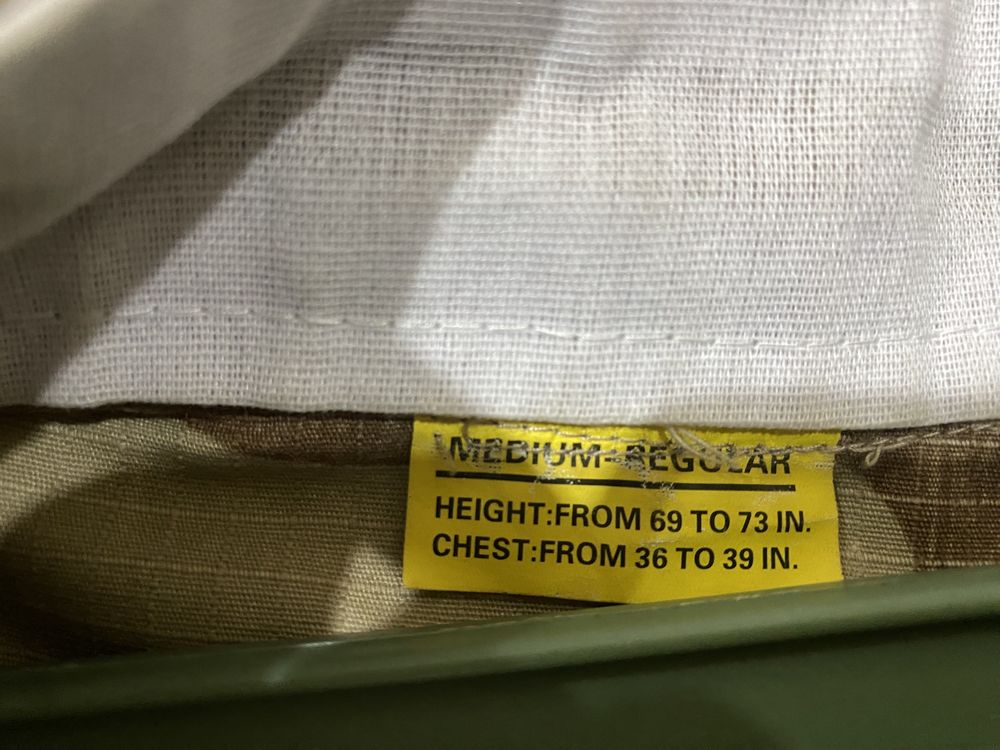 MEDIUM-REGULAR
HEIGHT:FROM 69 TO 73 IN.
CHEST:FROM 36 TO 39 IN.